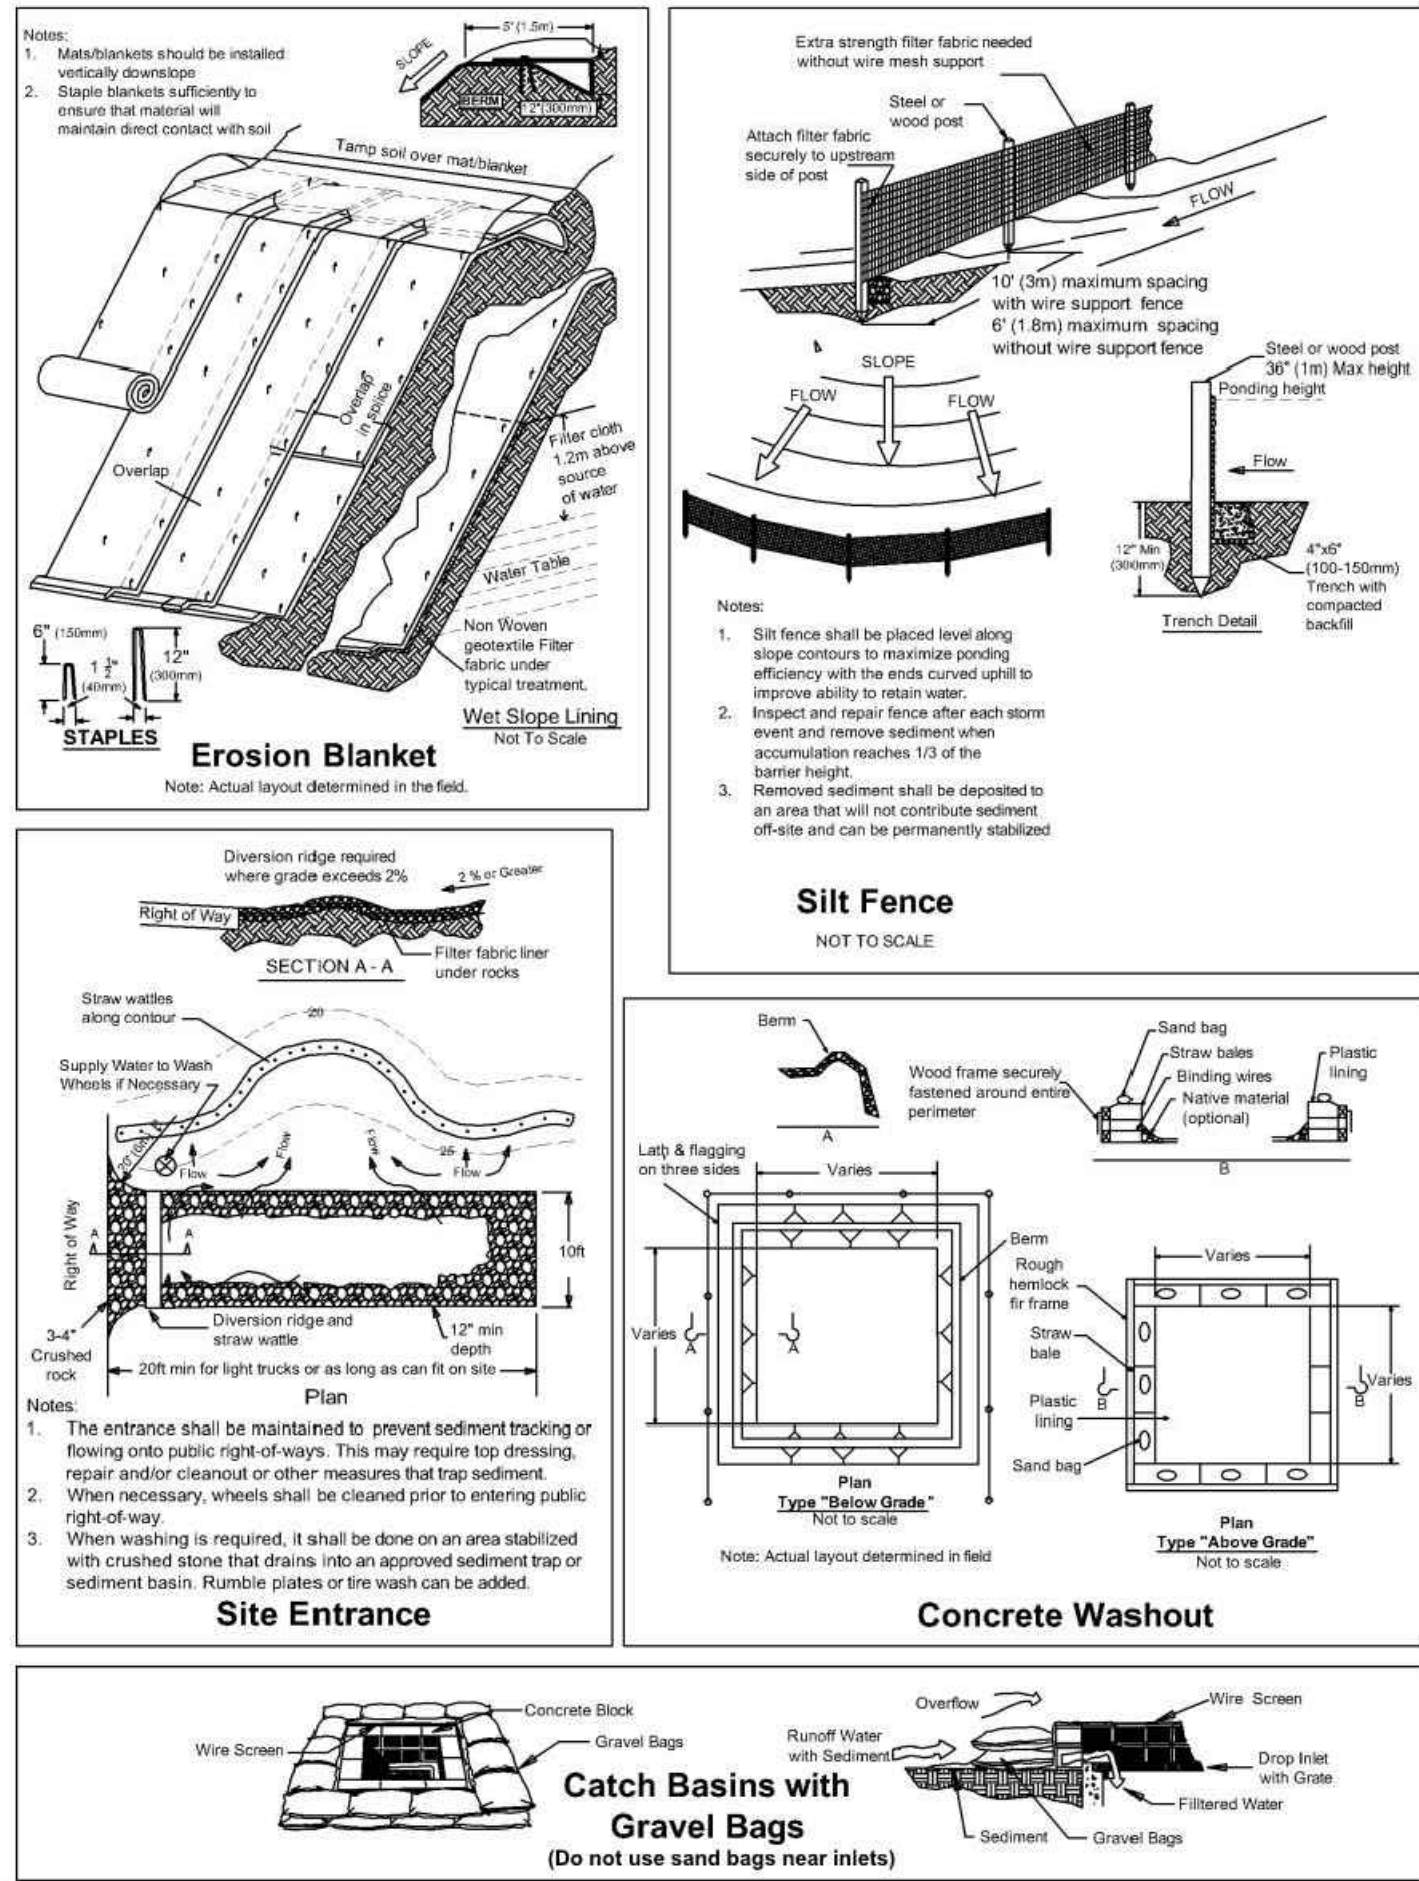 Notes:
1. Mats/blankets should be installed
vertically downslope
2. Staple blankets sufficiently to
ensure that material will
maintain direct contact with soil
SLOPE
5' (1.5m)
BERM
12" (300mm)
Tamp soil over mat/blanket
Overlap
in splice
Overlap
Filter cloth
1.2m above
source
of water
Water Table
Non Woven
geotextile Filter
fabric under
typical treatment.
Wet Slope Lining
Not To Scale
6" (150mm)
1 1/2"
(40mm)
12"
(300mm)
STAPLES
Erosion Blanket
Note: Actual layout determined in the field.
Extra strength filter fabric needed
without wire mesh support
Steel or
wood post
Attach filter fabric
securely to upstream
side of post
FLOW
10' (3m) maximum spacing
with wire support fence
6' (1.8m) maximum spacing
without wire support fence
SLOPE
FLOW
FLOW
Steel or wood post
36" (1m) Max height
Ponding height
Flow
12" Min
(300mm)
4"x6"
(100-150mm)
Trench with
compacted
backfill
Trench Detail
Notes:
1. Silt fence shall be placed level along
slope contours to maximize ponding
efficiency with the ends curved uphill to
improve ability to retain water.
2. Inspect and repair fence after each storm
event and remove sediment when
accumulation reaches 1/3 of the
barrier height.
3. Removed sediment shall be deposited to
an area that will not contribute sediment
off-site and can be permanently stabilized
Silt Fence
NOT TO SCALE
Diversion ridge required
where grade exceeds 2%
2 % or Greater
Right of Way
Filter fabric liner
under rocks
SECTION A - A
Straw wattles
along contour
20
Supply Water to Wash
Wheels if Necessary
Flow
Flow
Flow
25
Flow
Right of Way
A
A
10ft
3-4"
Crushed
rock
Diversion ridge and
straw wattle
12" min
depth
20ft min for light trucks or as long as can fit on site
Plan
Notes:
1. The entrance shall be maintained to prevent sediment tracking or
flowing onto public right-of-ways. This may require top dressing,
repair and/or cleanout or other measures that trap sediment.
2. When necessary, wheels shall be cleaned prior to entering public
right-of-way.
3. When washing is required, it shall be done on an area stabilized
with crushed stone that drains into an approved sediment trap or
sediment basin. Rumble plates or tire wash can be added.
Site Entrance
Berm
A
Wood frame securely
fastened around entire
perimeter
Sand bag
Straw bales
Binding wires
Native material
(optional)
Plastic
lining
B
Lath & flagging
on three sides
Varies
Berm
Varies
A
A
Plan
Type "Below Grade"
Not to scale
Note: Actual layout determined in field
Rough
hemlock
fir frame
Straw
bale
Plastic
lining
Sand bag
Varies
B
B
Varies
Plan
Type "Above Grade"
Not to scale
Concrete Washout
Concrete Block
Wire Screen
Gravel Bags
Catch Basins with
Gravel Bags
(Do not use sand bags near inlets)
Overflow
Wire Screen
Runoff Water
with Sediment
Drop Inlet
with Grate
Filltered Water
Sediment
Gravel Bags